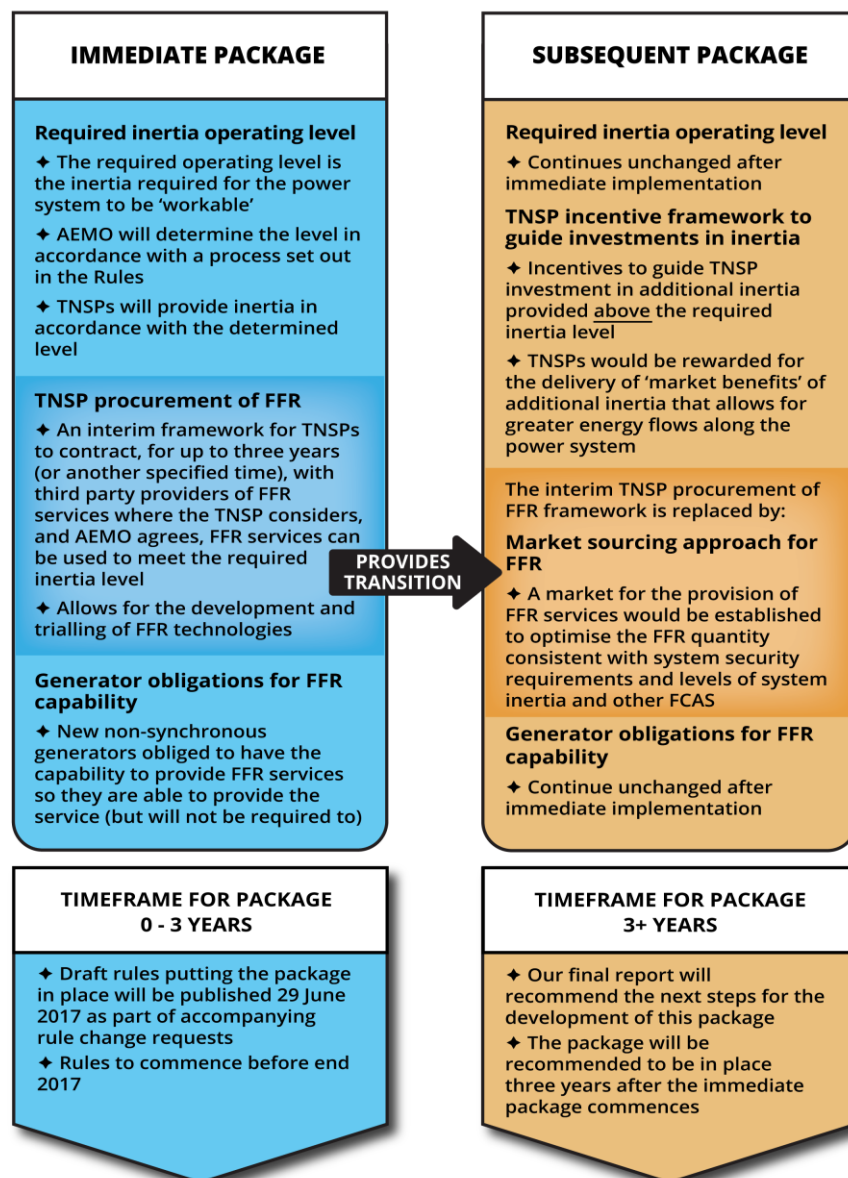 IMMEDIATE PACKAGE
Required inertia operating level
✦ The required operating level is
the inertia required for the power
system to be ‘workable’
✦ AEMO will determine the level in
accordance with a process set out
in the Rules
✦ TNSPs will provide inertia in
accordance with the determined
level
TNSP procurement of FFR
✦ An interim framework for TNSPs
to contract, for up to three years
(or another specified time), with
third party providers of FFR
services where the TNSP considers,
and AEMO agrees, FFR services can
be used to meet the required
inertia level
✦ Allows for the development and
trialling of FFR technologies
Generator obligations for FFR
capability
✦ New non-synchronous
generators obliged to have the
capability to provide FFR services
so they are able to provide the
service (but will not be required to)
TIMEFRAME FOR PACKAGE
0 - 3 YEARS
✦ Draft rules putting the package
in place will be published 29 June
2017 as part of accompanying
rule change requests
✦ Rules to commence before end
2017
PROVIDES
TRANSITION
SUBSEQUENT PACKAGE
Required inertia operating level
✦ Continues unchanged after
immediate implementation
TNSP incentive framework to
guide investments in inertia
✦ Incentives to guide TNSP
investment in additional inertia
provided above the required
inertia level
✦ TNSPs would be rewarded for
the delivery of ‘market benefits’ of
additional inertia that allows for
greater energy flows along the
power system
The interim TNSP procurement of
FFR framework is replaced by:
Market sourcing approach for
FFR
✦ A market for the provision of
FFR services would be established
to optimise the FFR quantity
consistent with system security
requirements and levels of system
inertia and other FCAS
Generator obligations for FFR
capability
✦ Continue unchanged after
immediate implementation
TIMEFRAME FOR PACKAGE
3+ YEARS
✦ Our final report will
recommend the next steps for the
development of this package
✦ The package will be
recommended to be in place
three years after the immediate
package commences